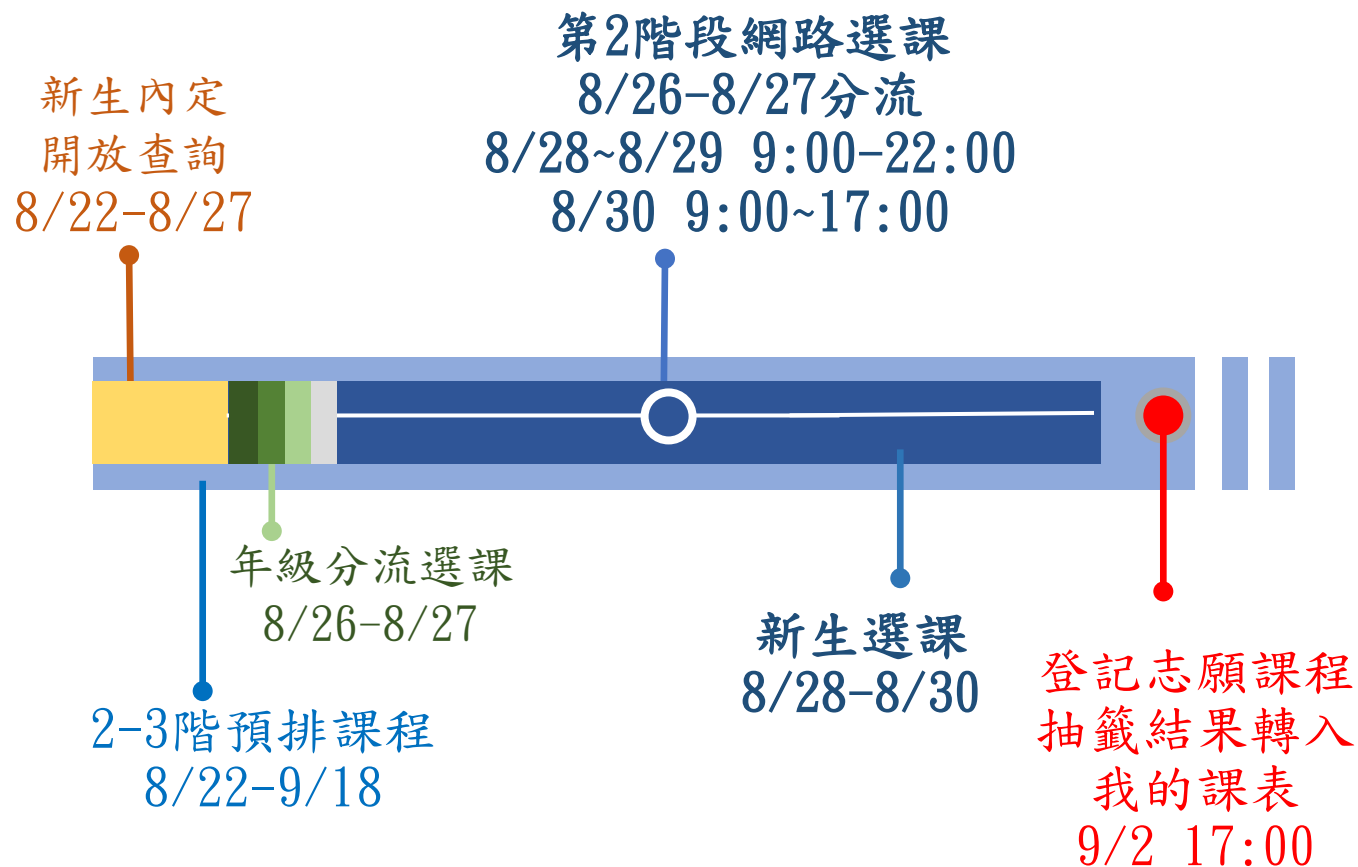 第2階段網路選課
8/26-8/27分流
8/28~8/29 9:00-22:00
8/30 9:00~17:00
新生內定
開放查詢
8/22-8/27
年級分流選課
8/26-8/27
2-3階預排課程
8/22-9/18
新生選課
8/28-8/30
登記志願課程
抽籤結果轉入
我的課表
9/2 17:00